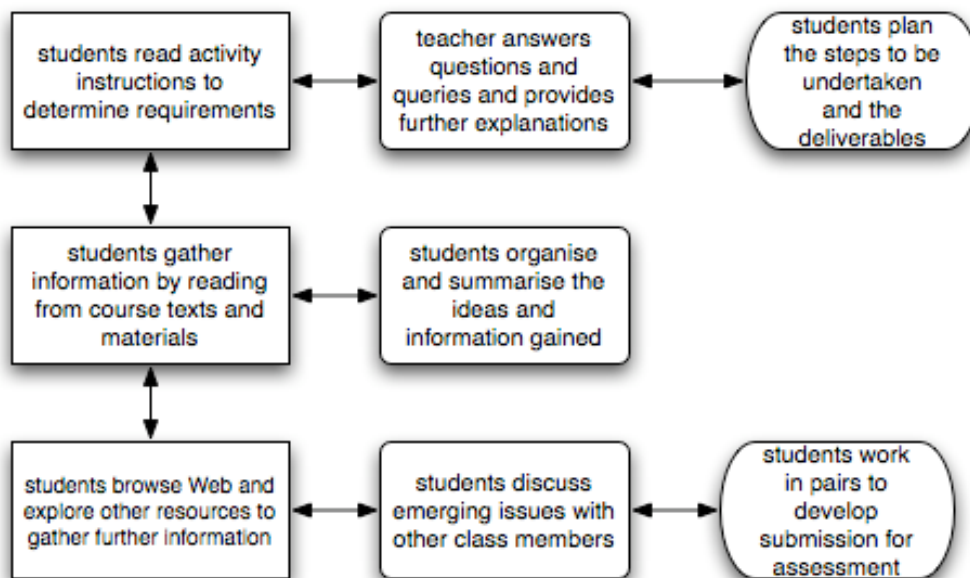 students read activity
instructions to
determine requirements
teacher answers
questions and
queries and provides
further explanations
students plan
the steps to be
undertaken
and the
deliverables
students gather
information by reading
from course texts and
materials
students organise
and summarise the
ideas and
information gained
students browse Web and
explore other resources to
gather further information
students discuss
emerging issues with
other class members
students work
in pairs to
develop
submission for
assessment